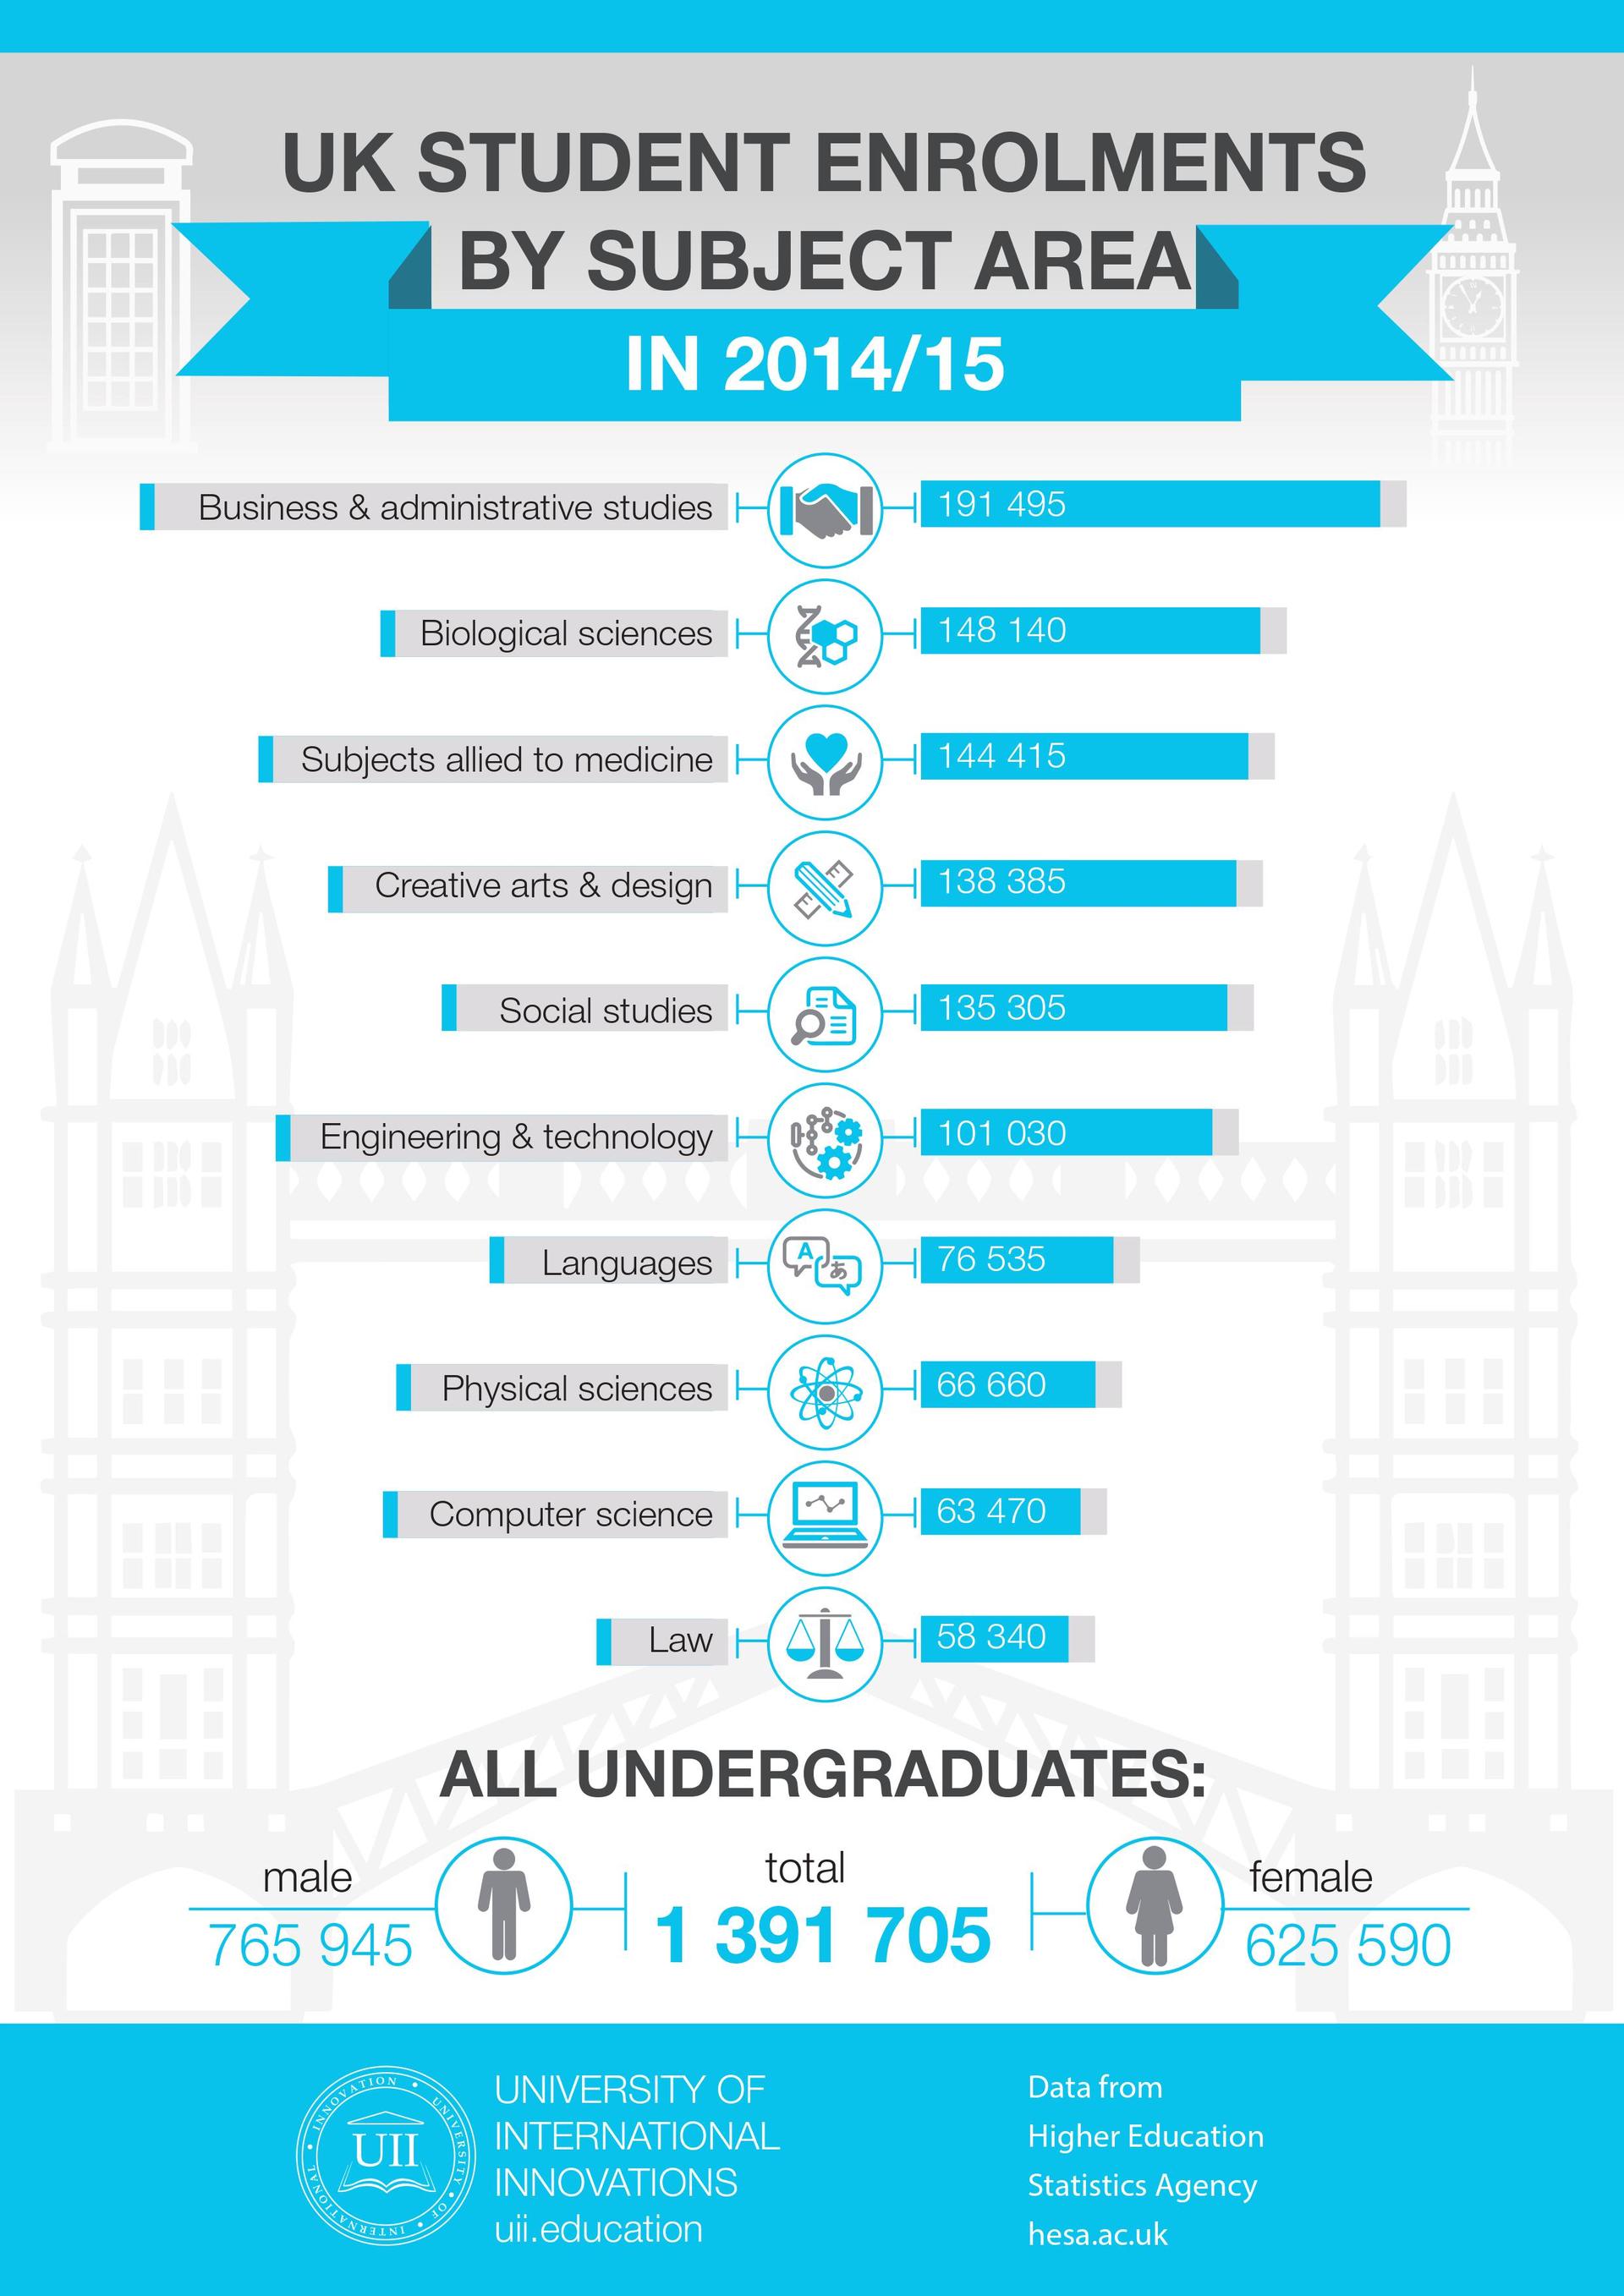 UK STUDENT ENROLMENTS
BY SUBJECT AREA
IN 2014/15
Business & administrative studies
191 495
Biological sciences
148 140
Subjects allied to medicine
144 415
Creative arts & design
138 385
Social studies
135 305
Engineering & technology
101 030
Languages
A
あ
76 535
Physical sciences
66 660
Computer science
63 470
Law
58 340
ALL UNDERGRADUATES:
male
765 945
total
1 391 705
female
625 590
UNIVERSITY OF INTERNATIONAL INNOVATION
UII
UNIVERSITY OF
INTERNATIONAL
INNOVATIONS
uii.education
Data from
Higher Education
Statistics Agency
hesa.ac.uk